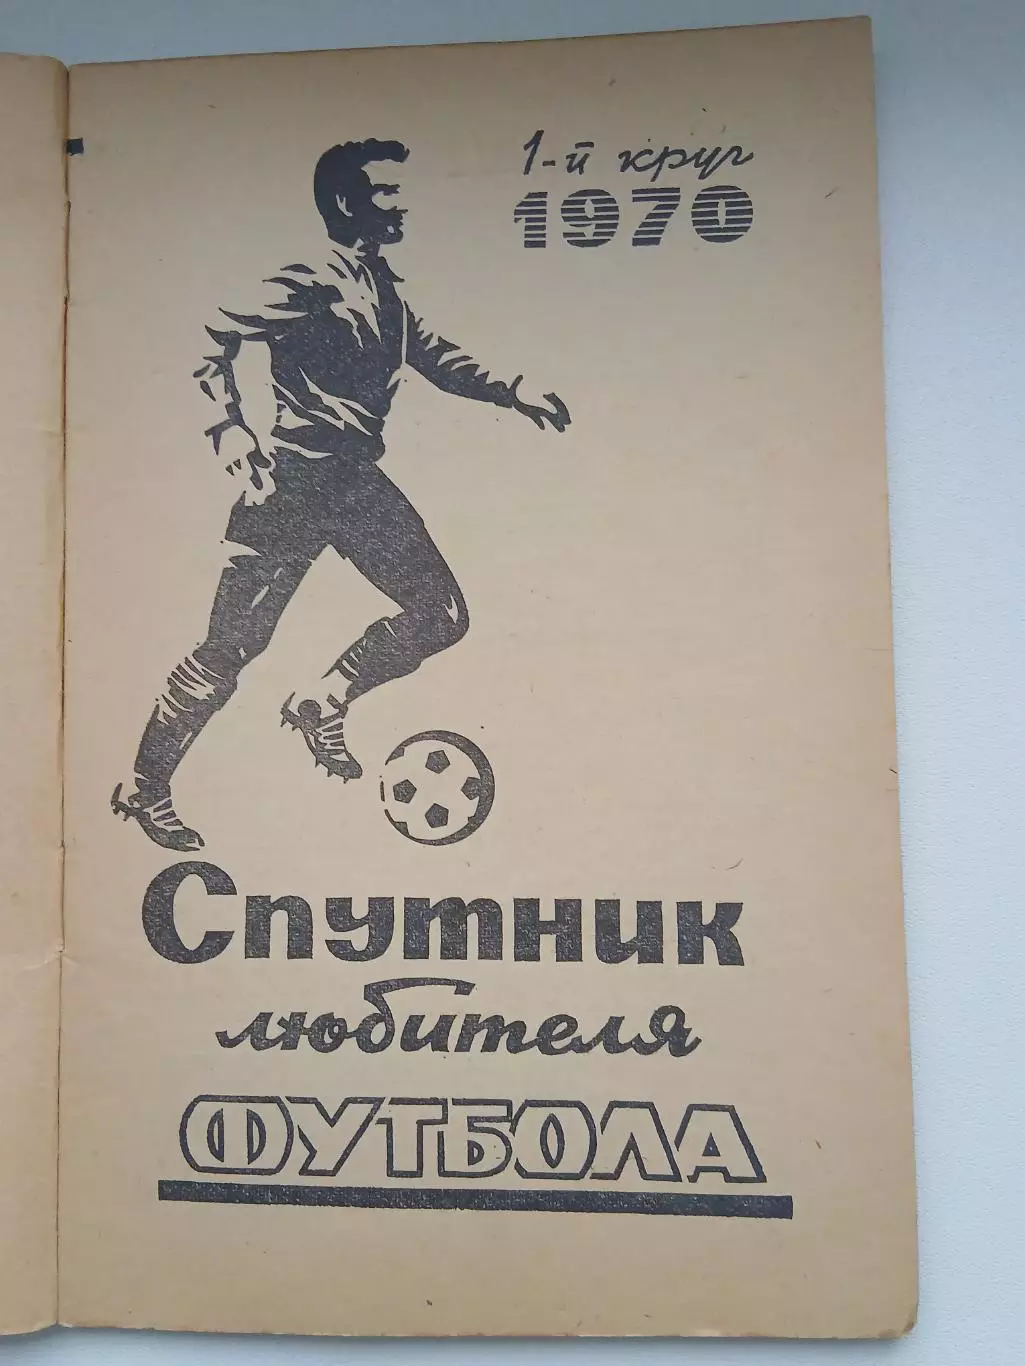 1-й круг
1970
Спутник
любителя
ФУТБОЛА